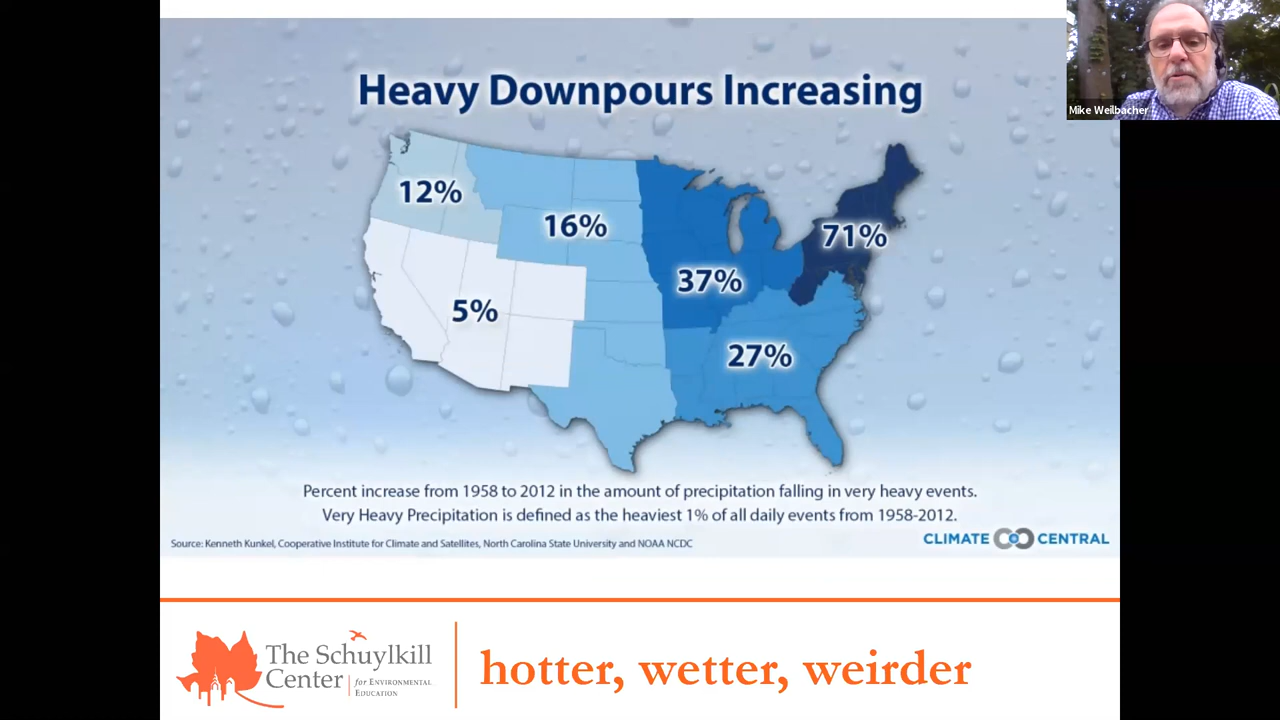 Heavy Downpours Increasing
Mike Weilbacher
12%
16%
71%
37%
5%
27%
Percent increase from 1958 to 2012 in the amount of precipitation falling in very heavy events.
Very Heavy Precipitation is defined as the heaviest 1% of all daily events from 1958-2012.
Source: Kenneth Kunkel, Cooperative Institute for Climate and Satellites, North Carolina State University and NOAA NCDC
CLIMATE CENTRAL
The Schuylkill
Center
for ENVIRONMENTAL
EDUCATION
hotter, wetter, weirder